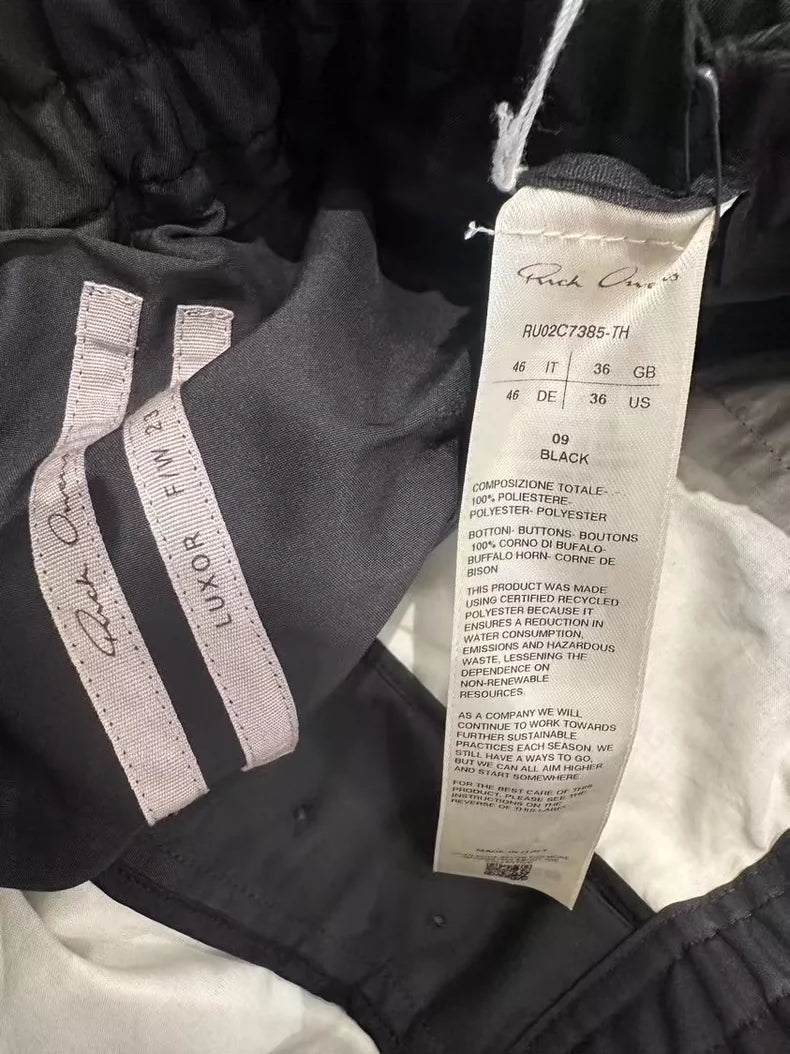 Rick Owens
LUXOR F/W 23
Rick Owens
RU02C7385-TH
46 IT 36 GB
46 DE 36 US
09
BLACK
COMPOSIZIONE TOTALE-
100% POLIESTERE-
POLYESTER- POLYESTER
BOTTONI- BUTTONS- BOUTONS
100% CORNO DI BUFALO-
BUFFALO HORN- CORNE DE
BISON
THIS PRODUCT WAS MADE
USING CERTIFIED RECYCLED
POLYESTER BECAUSE IT
ENSURES A REDUCTION IN
WATER CONSUMPTION,
EMISSIONS AND HAZARDOUS
WASTE, LESSENING THE
DEPENDENCE ON
NON-RENEWABLE
RESOURCES
AS A COMPANY WE WILL
CONTINUE TO WORK TOWARDS
FURTHER SUSTAINABLE
PRACTICES EACH SEASON. WE
STILL HAVE A WAYS TO GO,
BUT WE CAN ALL AIM HIGHER
AND START SOMEWHERE.
FOR THE BEST CARE OF THIS
PRODUCT, PLEASE SEE THE
INSTRUCTIONS ON THE
REVERSE OF THIS LABEL
MADE IN ITALY